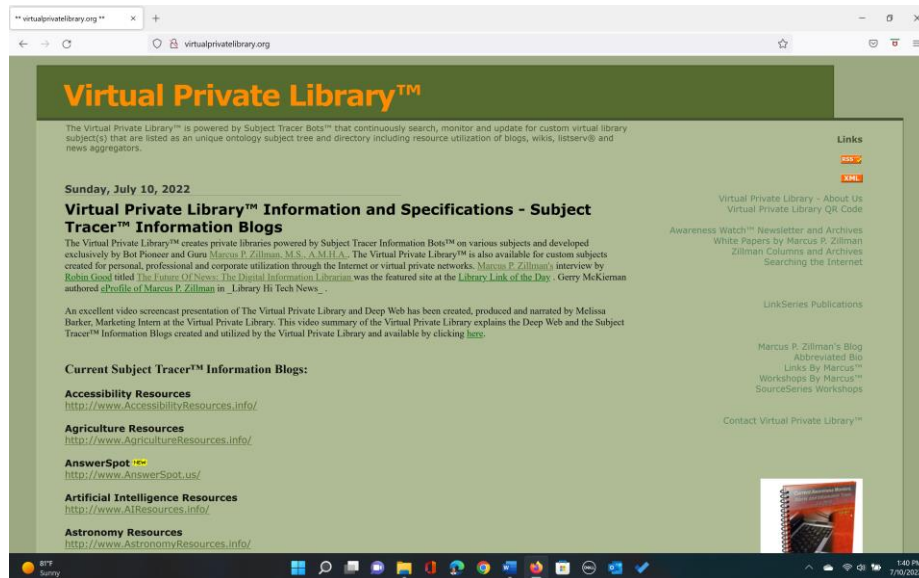 ** virtualprivatelibrary.org **
virtualprivatelibrary.org
Virtual Private Library™
The Virtual Private Library™ is powered by Subject Tracer Bots™ that continuously search, monitor and update for custom virtual library
subject(s) that are listed as an unique ontology subject tree and directory including resource utilization of blogs, wikis, listserv® and
news aggregators.
Links
RSS
XML
Sunday, July 10, 2022
Virtual Private Library™ Information and Specifications - Subject
Tracer™ Information Blogs
The Virtual Private Library™ creates private libraries powered by Subject Tracer Information Bots™ on various subjects and developed
exclusively by Bot Pioneer and Guru Marcus P. Zillman, M.S., A.M.H.A.. The Virtual Private Library™ is also available for custom subjects
created for personal, professional and corporate utilization through the Internet or virtual private networks. Marcus P. Zillman's interview by
Robin Good titled The Future Of News: The Digital Information Librarian was the featured site at the Library Link of the Day . Gerry McKiernan
authored eProfile of Marcus P. Zillman in _Library Hi Tech News_ .
An excellent video screencast presentation of The Virtual Private Library and Deep Web has been created, produced and narrated by Melissa
Barker, Marketing Intern at the Virtual Private Library. This video summary of the Virtual Private Library explains the Deep Web and the Subject
Tracer™ Information Blogs created and utilized by the Virtual Private Library and available by clicking here.
Current Subject Tracer™ Information Blogs:
Accessibility Resources
http://www.AccessibilityResources.info/
Agriculture Resources
http://www.AgricultureResources.info/
AnswerSpot NEW
http://www.AnswerSpot.us/
Artificial Intelligence Resources
http://www.AIResources.info/
Astronomy Resources
http://www.AstronomyResources.info/
Virtual Private Library - About Us
Virtual Private Library QR Code
Awareness Watch™ Newsletter and Archives
White Papers by Marcus P. Zillman
Zillman Columns and Archives
Searching the Internet
LinkSeries Publications
Marcus P. Zillman's Blog
Abbreviated Bio
Links By Marcus™
Workshops By Marcus™
SourceSeries Workshops
Contact Virtual Private Library™
81°F
Sunny
1:40 PM
7/10/202